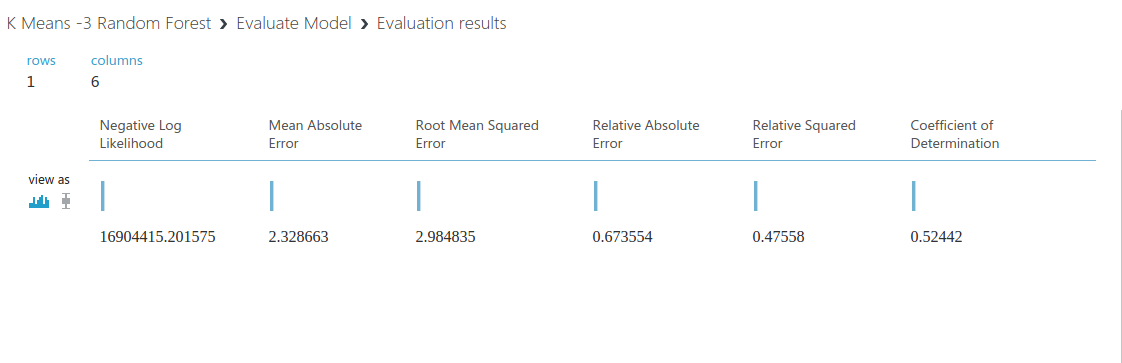 K Means -3 Random Forest ❯ Evaluate Model ❯ Evaluation results
rows columns
1 6
Negative Log Likelihood
Mean Absolute Error
Root Mean Squared Error
Relative Absolute Error
Relative Squared Error
Coefficient of Determination
view as
16904415.201575 2.328663 2.984835 0.673554 0.47558 0.52442